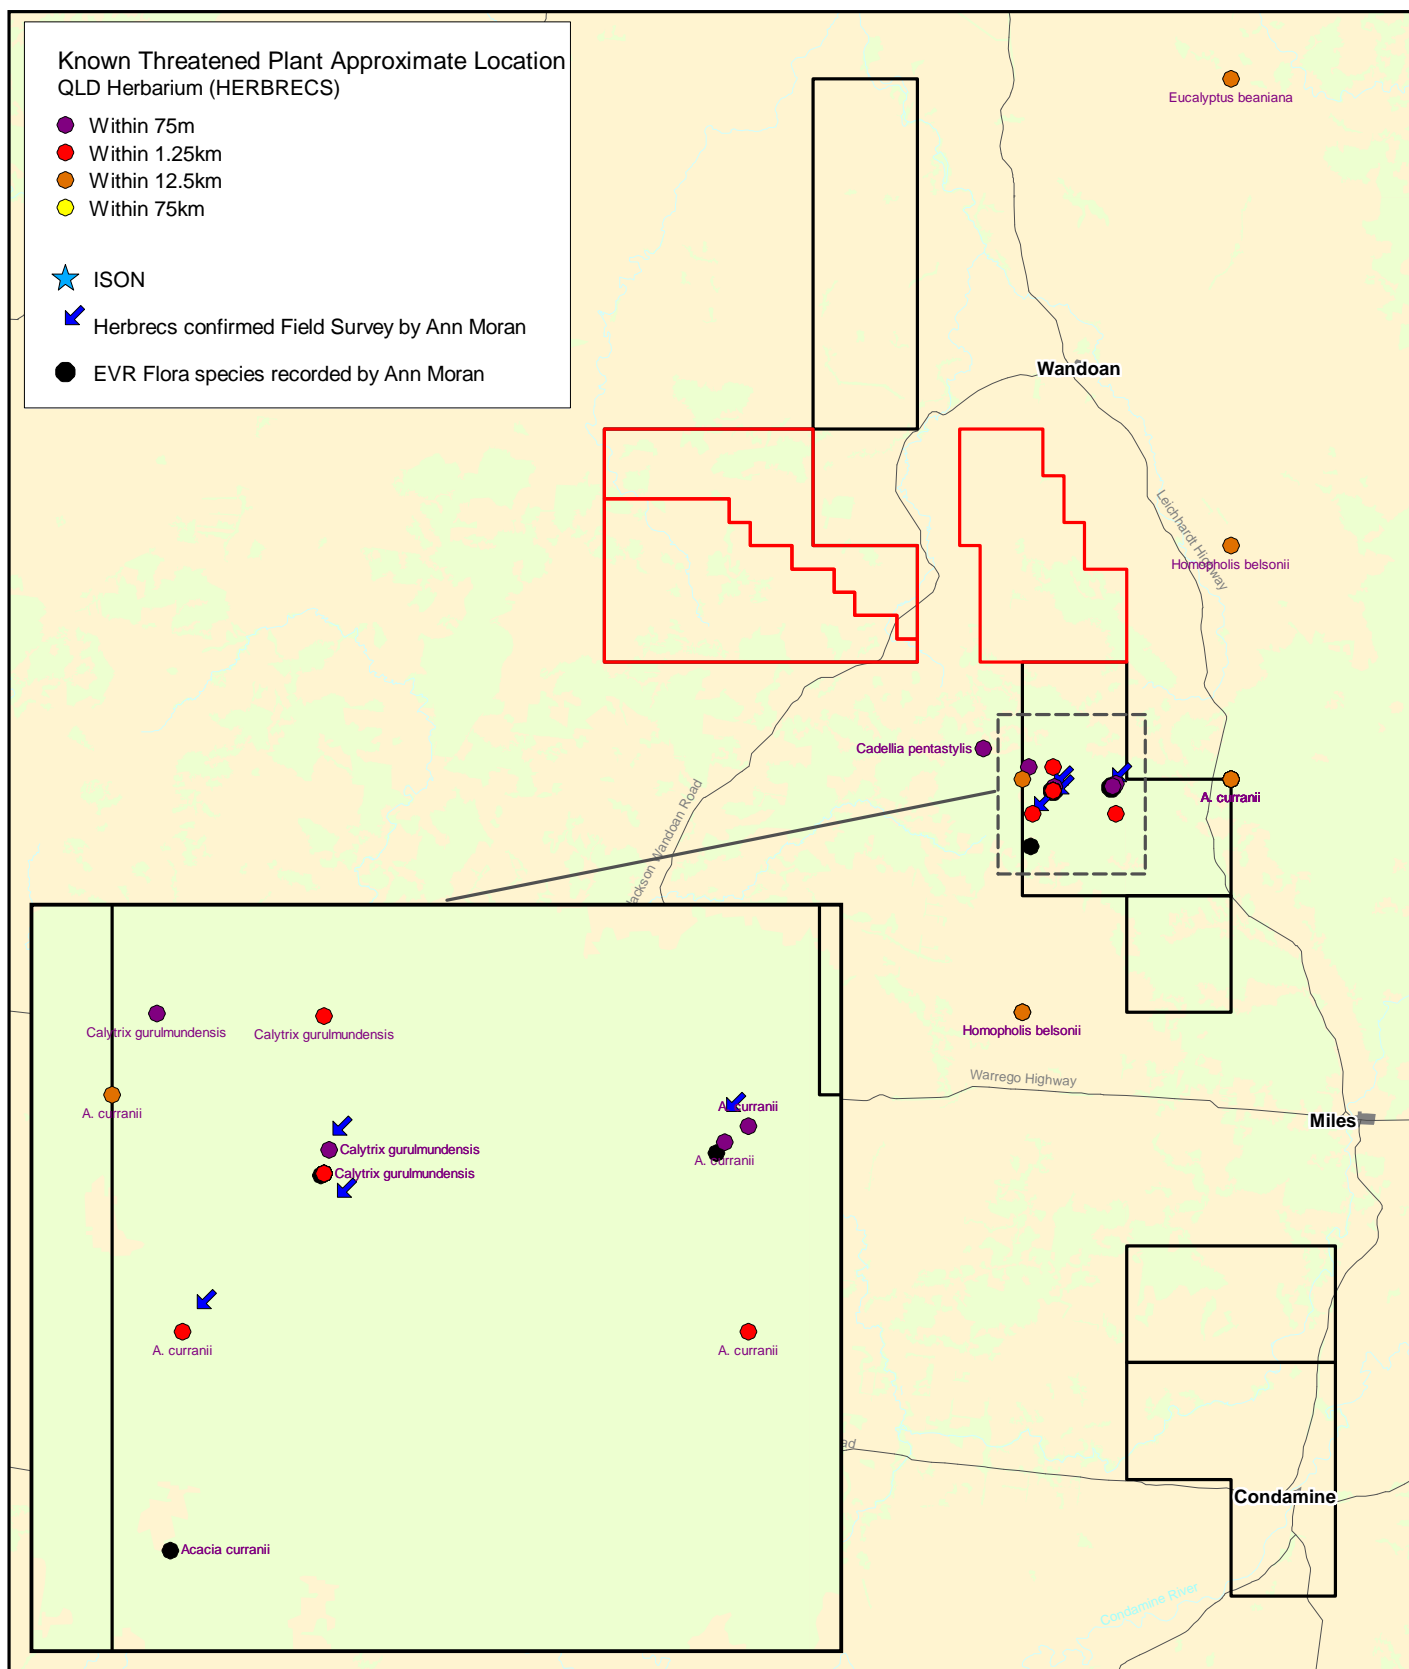 Known Threatened Plant Approximate Location
QLD Herbarium (HERBRECS)
Within 75m
Within 1.25km
Within 12.5km
Within 75km
ISON
Herbrecs confirmed Field Survey by Ann Moran
EVR Flora species recorded by Ann Moran
Eucalyptus beaniana
Wandoan
Leichhardt Highway
Homopholis belsonii
Cadellia pentastylis
A. curranii
Jackson Wandoan Road
Homopholis belsonii
Warrego Highway
Miles
Calytrix gurulmundensis
Calytrix gurulmundensis
A. curranii
A. curranii
Calytrix gurulmundensis
A. curranii
Calytrix gurulmundensis
A. curranii
A. curranii
ad
Condamine
Acacia curranii
Condamine River